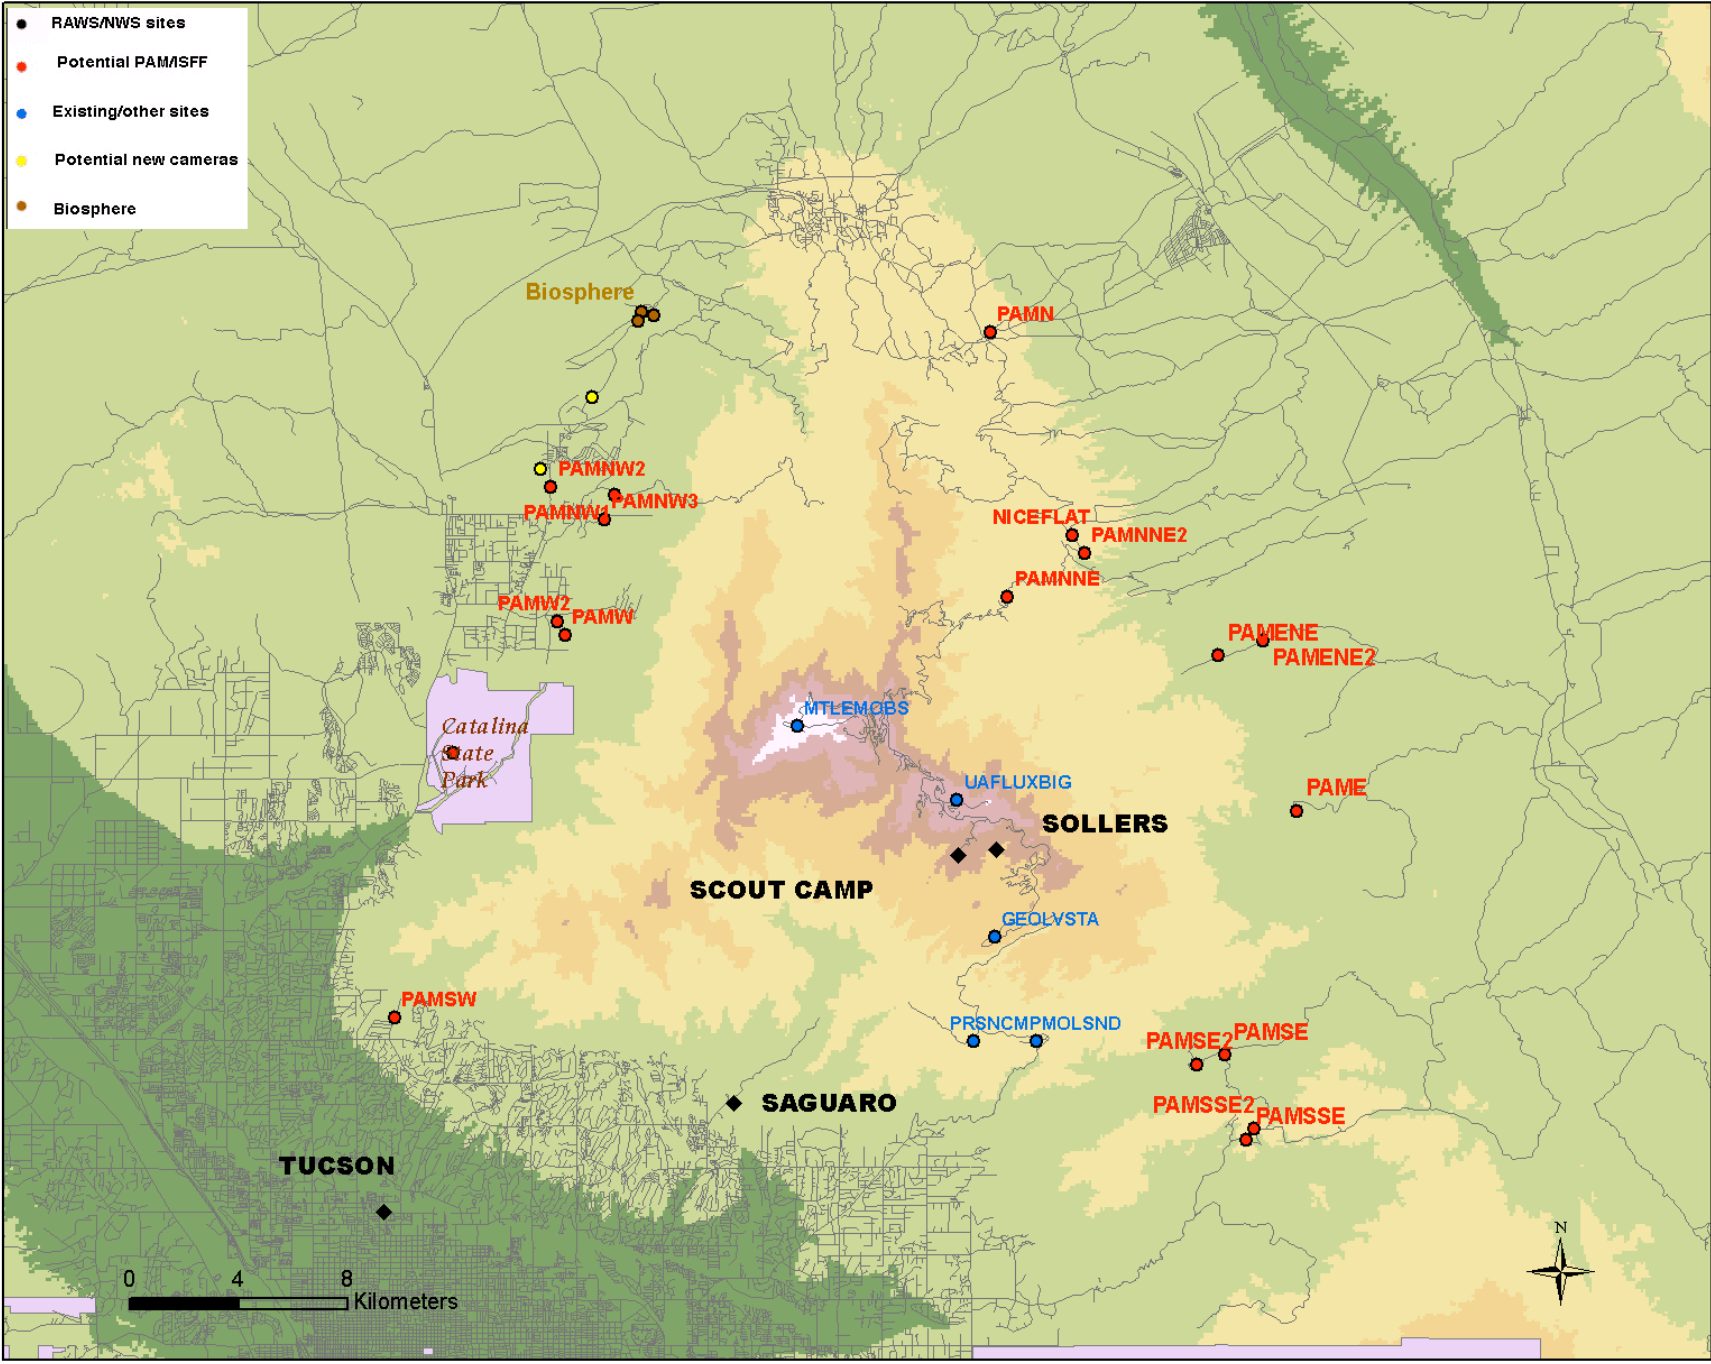 RAWS/NWS sites
Potential PAM/ISFF
Existing/other sites
Potential new cameras
Biosphere
Biosphere
PAMN
PAMNW2
PAMNW3
PAMNW1
NICEFLAT
PAMNNE2
PAMNNE
PAMW2
PAMW
PAMENE
PAMENE2
MTLEMOBS
Catalina
State
Park
UAFLUXBIG
PAME
SOLLERS
SCOUT CAMP
GEOLVSTA
PAMSW
PRSNCMPMOLSND
PAMSE2
PAMSE
SAGUARO
PAMSSE2
PAMSSE
TUCSON
N
0 4 8
Kilometers